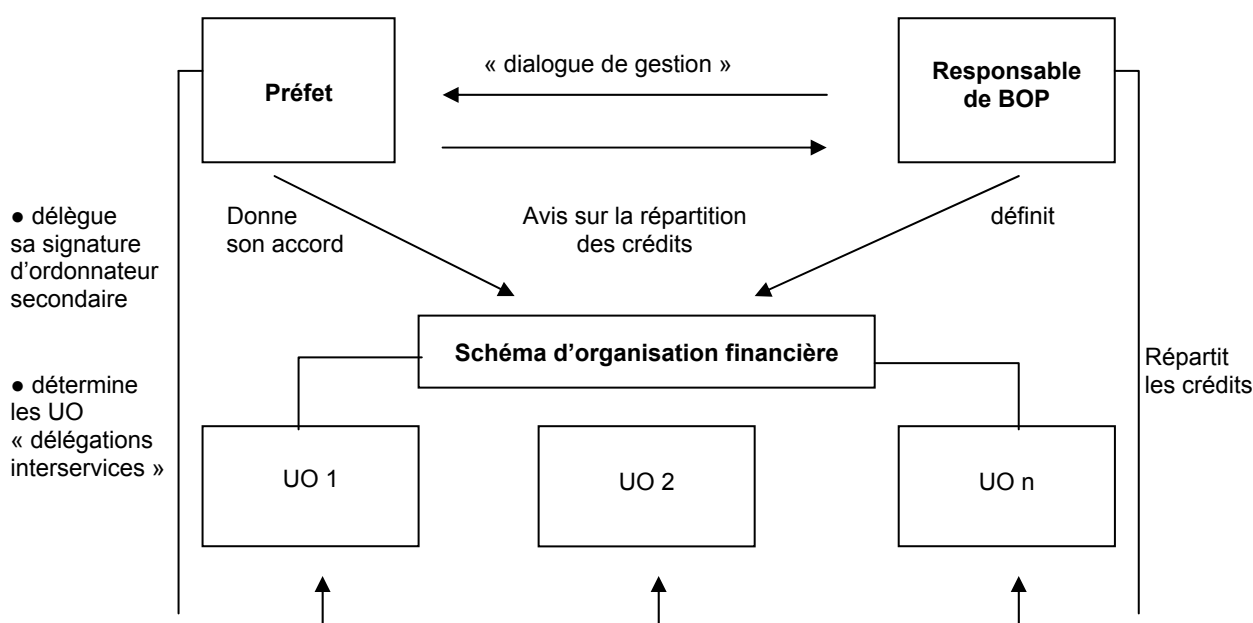 « dialogue de gestion »
Préfet
Responsable
de BOP
● délègue
sa signature
d’ordonnateur
secondaire
Donne
son accord
Avis sur la répartition
des crédits
définit
Schéma d’organisation financière
● détermine
les UO
« délégations
interservices »
Répartit
les crédits
UO 1
UO 2
UO n